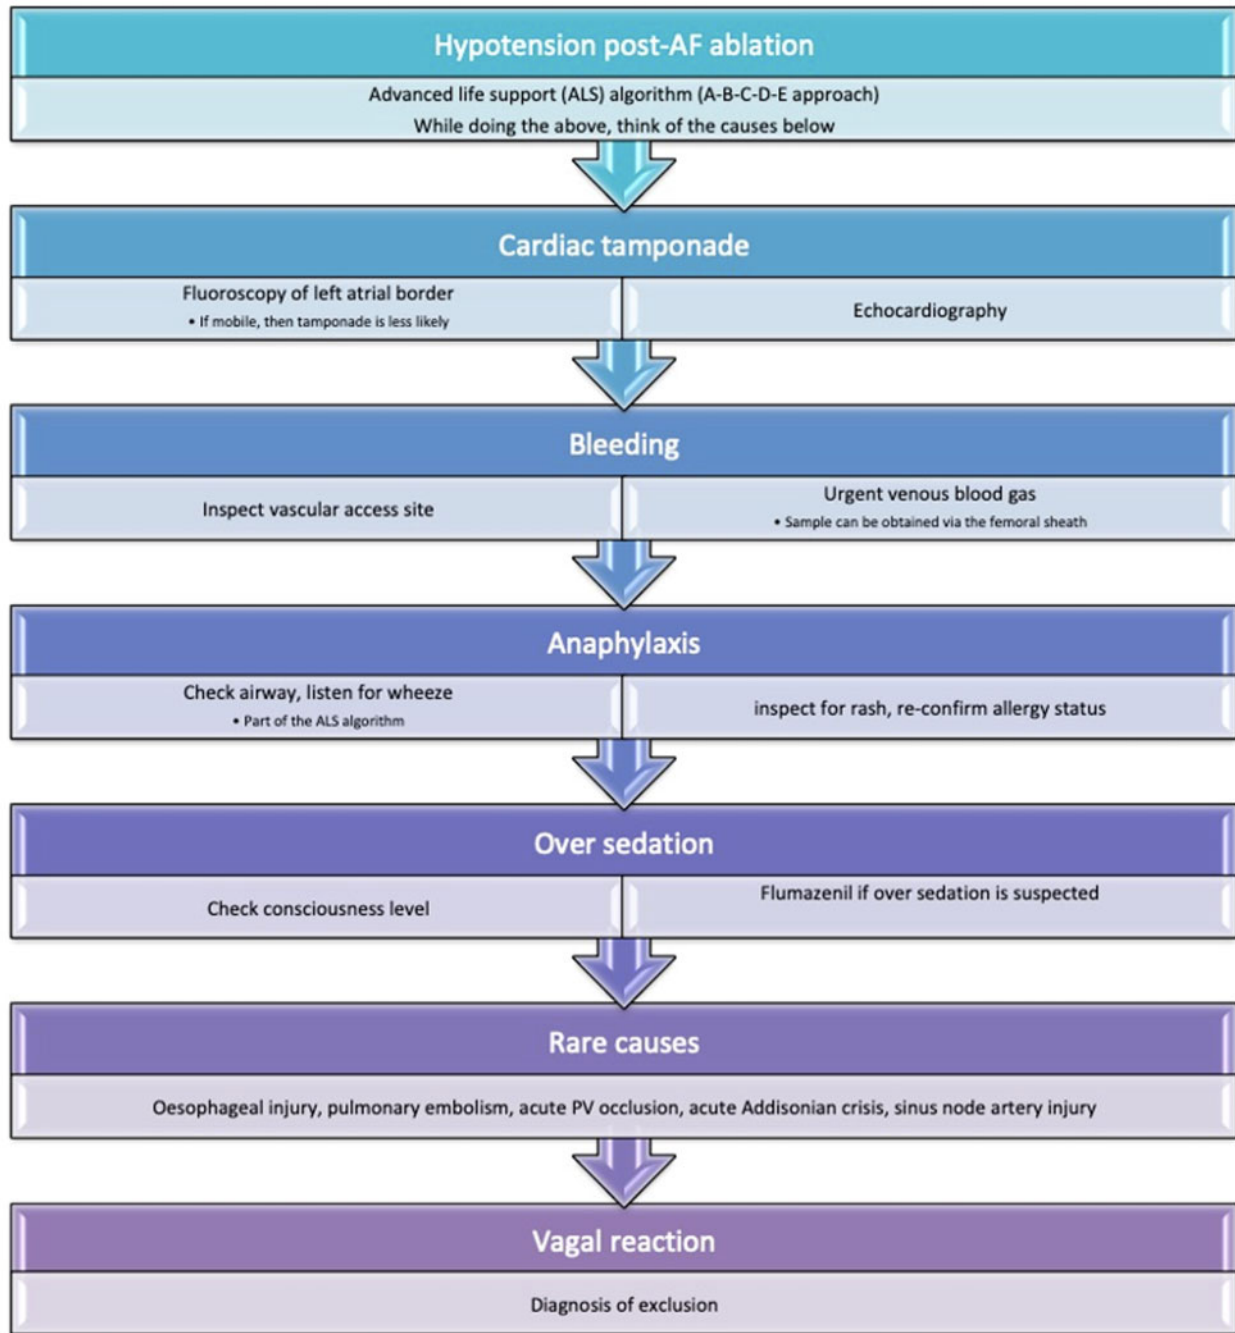 Hypotension post-AF ablation
Advanced life support (ALS) algorithm (A-B-C-D-E approach)
While doing the above, think of the causes below
Cardiac tamponade
Fluoroscopy of left atrial border
• If mobile, then tamponade is less likely
Echocardiography
Bleeding
Inspect vascular access site
Urgent venous blood gas
• Sample can be obtained via the femoral sheath
Anaphylaxis
Check airway, listen for wheeze
• Part of the ALS algorithm
inspect for rash, re-confirm allergy status
Over sedation
Check consciousness level
Flumazenil if over sedation is suspected
Rare causes
Oesophageal injury, pulmonary embolism, acute PV occlusion, acute Addisonian crisis, sinus node artery injury
Vagal reaction
Diagnosis of exclusion